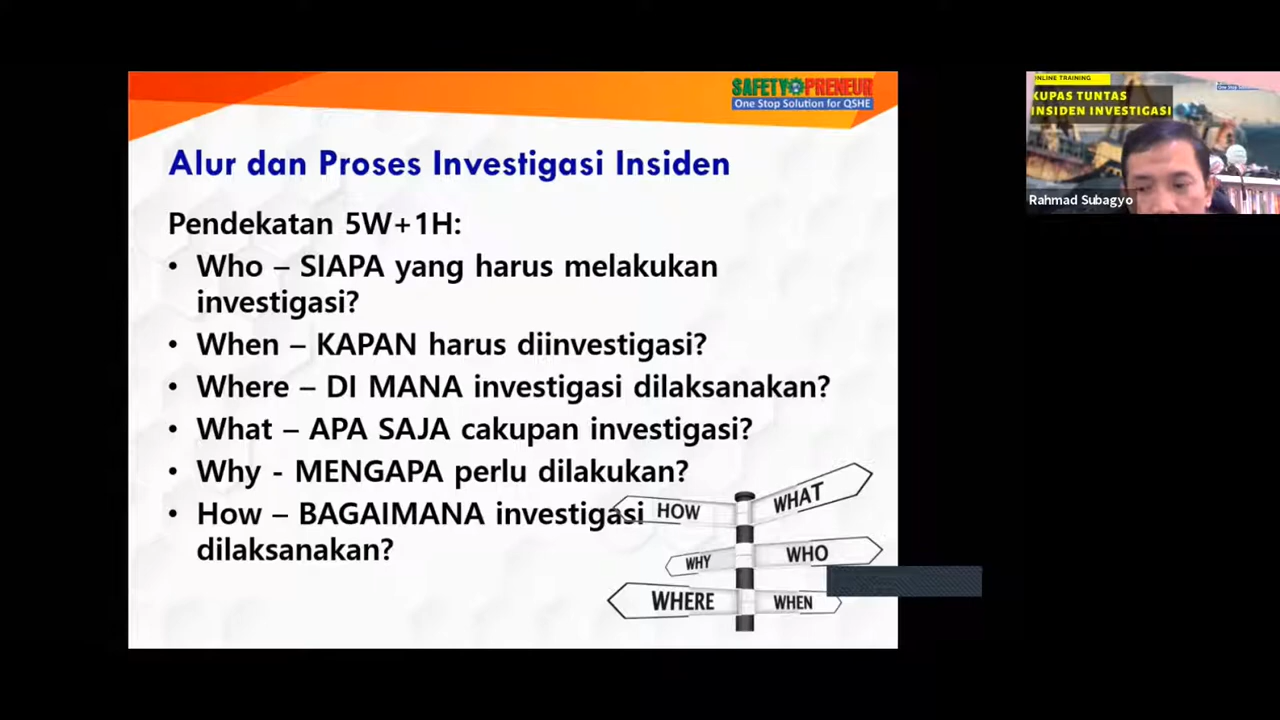 SAFETY PRENEUR
One Stop Solution for QSHE
Alur dan Proses Investigasi Insiden
Pendekatan 5W+1H:
• Who – SIAPA yang harus melakukan
investigasi?
• When – KAPAN harus diinvestigasi?
• Where – DI MANA investigasi dilaksanakan?
• What – APA SAJA cakupan investigasi?
• Why - MENGAPA perlu dilakukan?
• How – BAGAIMANA investigasi
dilaksanakan?
HOW
WHAT
WHY
WHO
WHERE
WHEN
ONLINE TRAINING
KUPAS TUNTAS
INSIDEN INVESTIGASI
Rahmad Subagyo